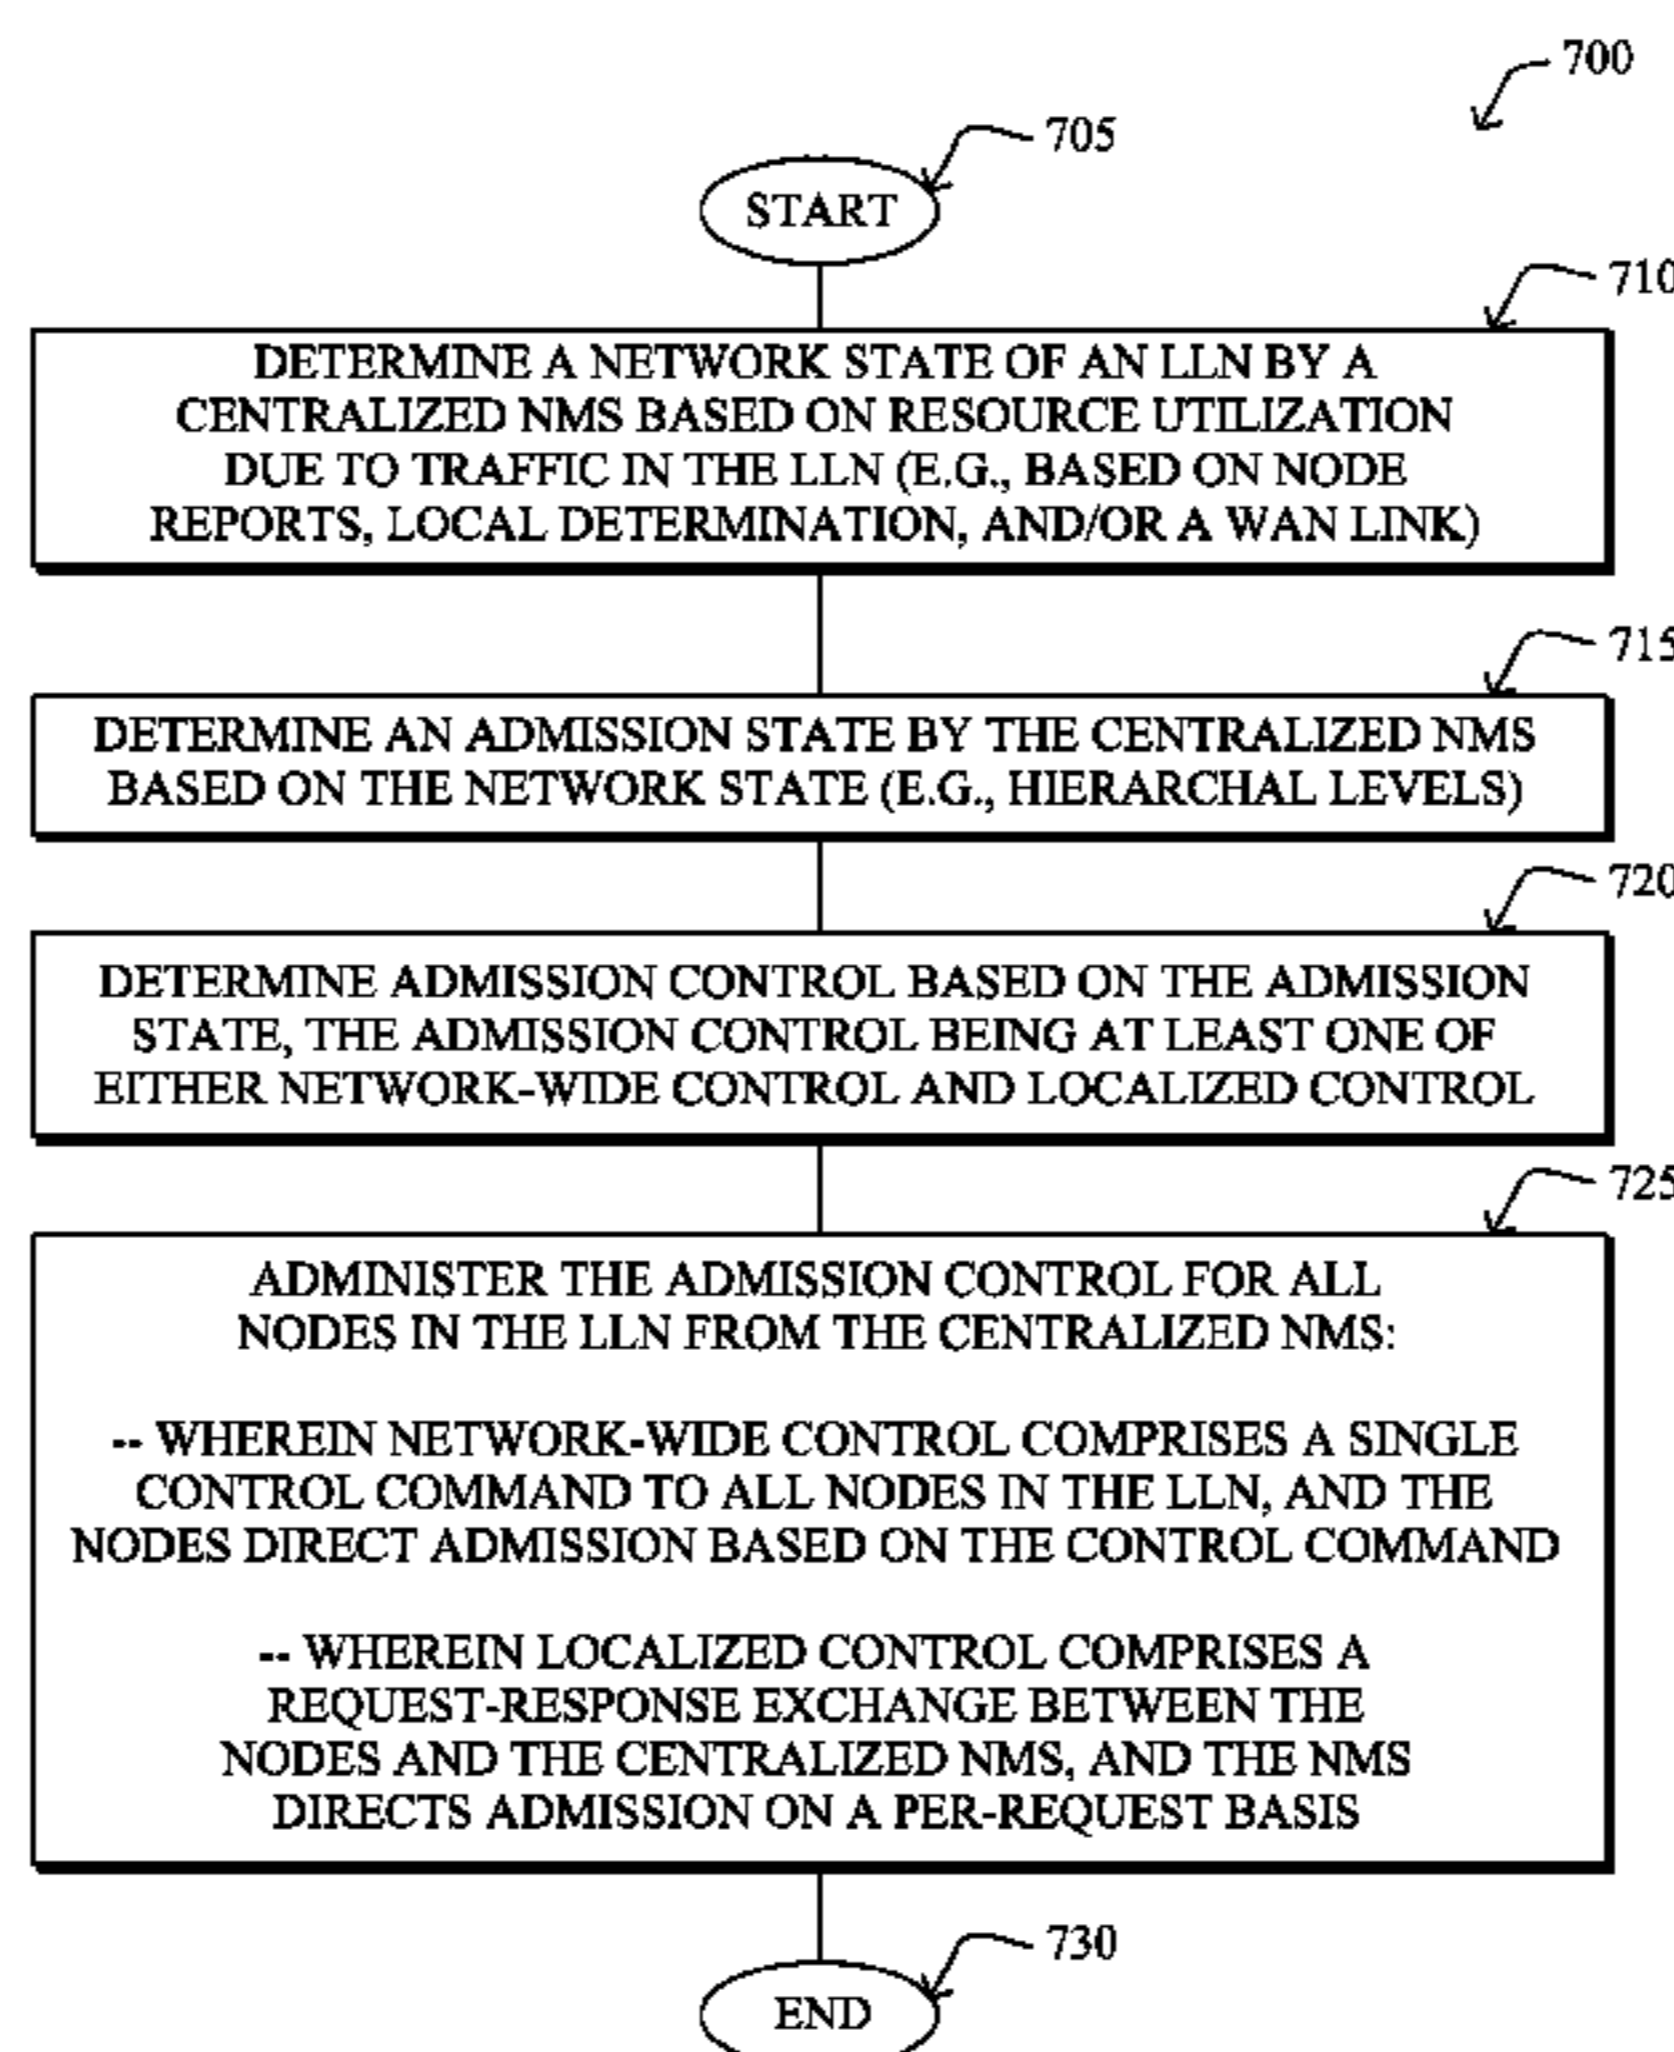 700
705
START
710
DETERMINE A NETWORK STATE OF AN LLN BY A
CENTRALIZED NMS BASED ON RESOURCE UTILIZATION
DUE TO TRAFFIC IN THE LLN (E.G., BASED ON NODE
REPORTS, LOCAL DETERMINATION, AND/OR A WAN LINK)
715
DETERMINE AN ADMISSION STATE BY THE CENTRALIZED NMS
BASED ON THE NETWORK STATE (E.G., HIERARCHAL LEVELS)
720
DETERMINE ADMISSION CONTROL BASED ON THE ADMISSION
STATE, THE ADMISSION CONTROL BEING AT LEAST ONE OF
EITHER NETWORK-WIDE CONTROL AND LOCALIZED CONTROL
725
ADMINISTER THE ADMISSION CONTROL FOR ALL
NODES IN THE LLN FROM THE CENTRALIZED NMS:
-- WHEREIN NETWORK-WIDE CONTROL COMPRISES A SINGLE
CONTROL COMMAND TO ALL NODES IN THE LLN, AND THE
NODES DIRECT ADMISSION BASED ON THE CONTROL COMMAND
-- WHEREIN LOCALIZED CONTROL COMPRISES A
REQUEST-RESPONSE EXCHANGE BETWEEN THE
NODES AND THE CENTRALIZED NMS, AND THE NMS
DIRECTS ADMISSION ON A PER-REQUEST BASIS
730
END